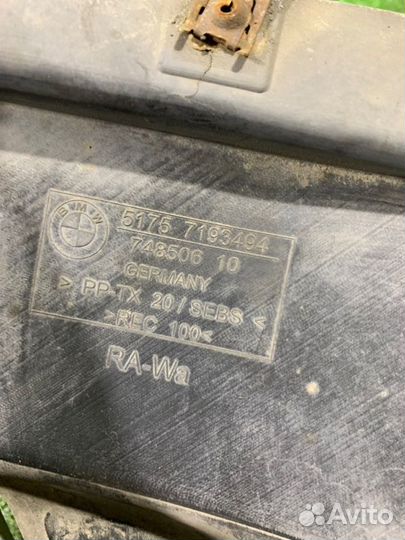 BMW
5175 7193494
748506 10
GERMANY
> PP-TX 20 / SEBS <
>REC 100<
RA-Wa
Avito